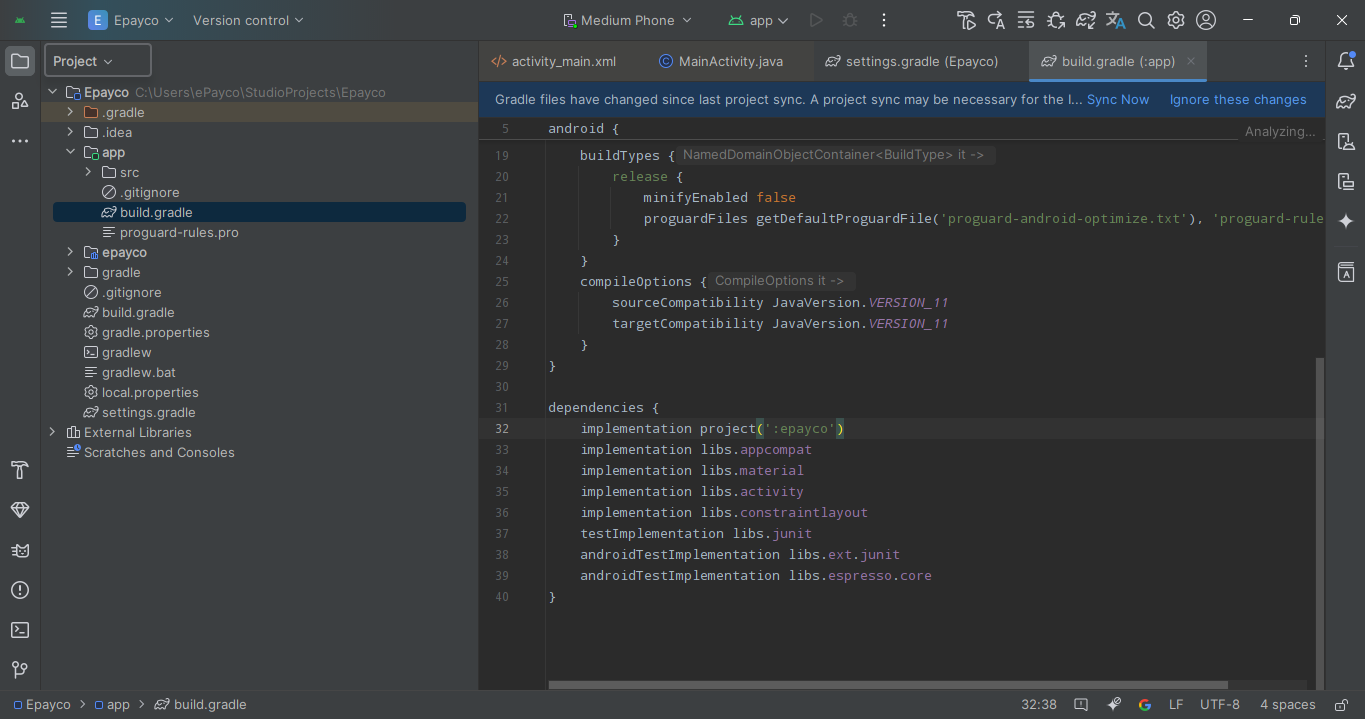 E Epayco Version control Medium Phone app
Project
activity_main.xml MainActivity.java settings.gradle (Epayco) build.gradle (:app)
Gradle files have changed since last project sync. A project sync may be necessary for the I... Sync Now Ignore these changes
Epayco C:\Users\ePayco\StudioProjects\Epayco
.gradle
.idea
app
src
.gitignore
build.gradle
proguard-rules.pro
epayco
gradle
.gitignore
build.gradle
gradle.properties
gradlew
gradlew.bat
local.properties
settings.gradle
External Libraries
Scratches and Consoles
5 android {
Analyzing...
19 buildTypes { NamedDomainObjectContainer<BuildType> it ->
20 release {
21 minifyEnabled false
22 proguardFiles getDefaultProguardFile('proguard-android-optimize.txt'), 'proguard-rule
23 }
24 }
25 compileOptions { CompileOptions it ->
26 sourceCompatibility JavaVersion.VERSION_11
27 targetCompatibility JavaVersion.VERSION_11
28 }
29 }
30
31 dependencies {
32 implementation project(':epayco')
33 implementation libs.appcompat
34 implementation libs.material
35 implementation libs.activity
36 implementation libs.constraintlayout
37 testImplementation libs.junit
38 androidTestImplementation libs.ext.junit
39 androidTestImplementation libs.espresso.core
40 }
Epayco > app > build.gradle 32:38 LF UTF-8 4 spaces